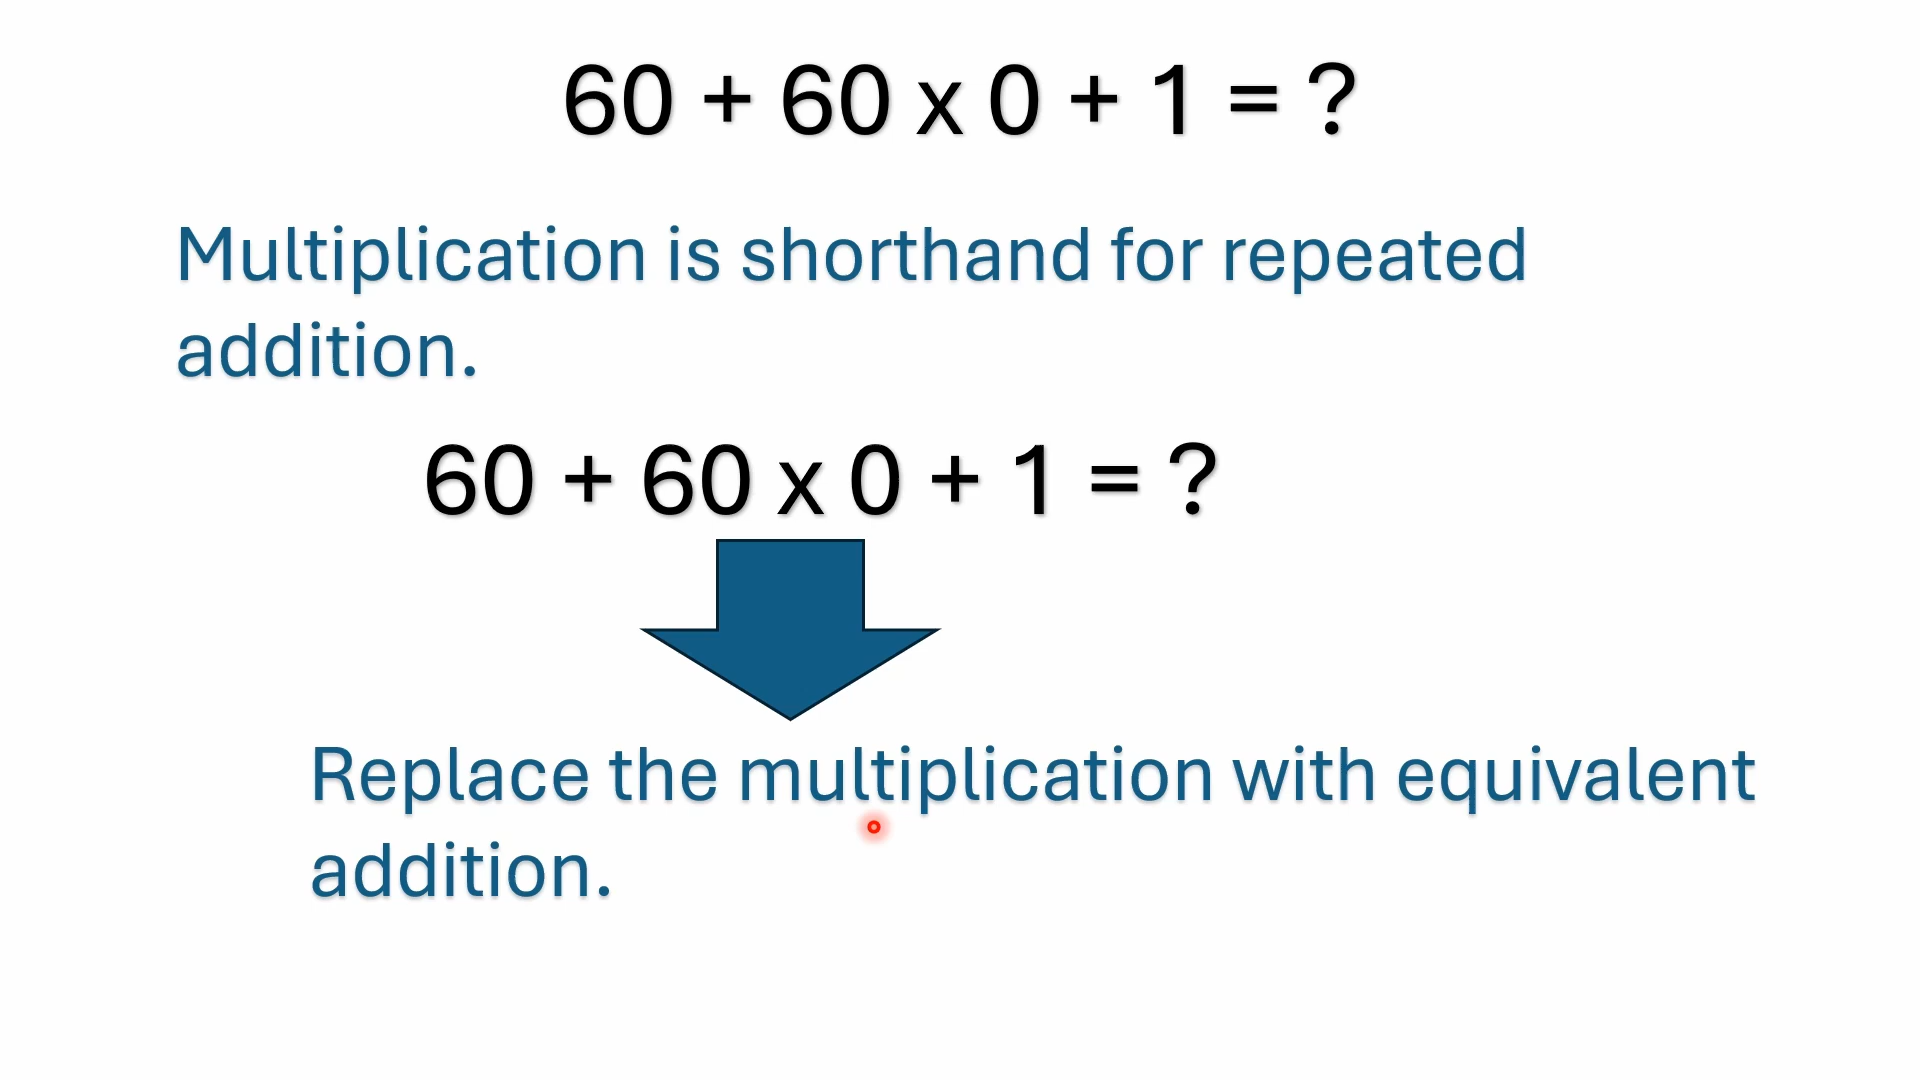 60 + 60 x 0 + 1 = ?
Multiplication is shorthand for repeated
addition.
60 + 60 x 0 + 1 = ?
Replace the multiplication with equivalent
addition.